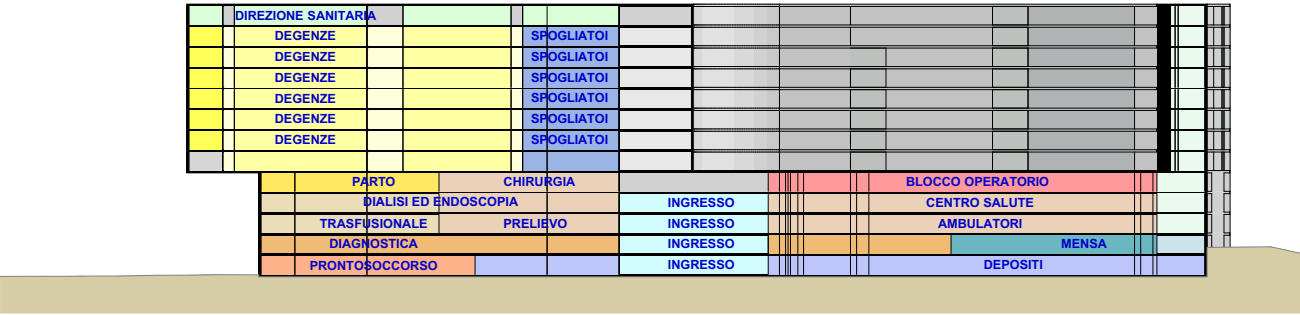 DIREZIONE SANITARIA
DEGENZE SPOGLIATOI
DEGENZE SPOGLIATOI
DEGENZE SPOGLIATOI
DEGENZE SPOGLIATOI
DEGENZE SPOGLIATOI
DEGENZE SPOGLIATOI
PARTO CHIRURGIA BLOCCO OPERATORIO
DIALISI ED ENDOSCOPIA INGRESSO CENTRO SALUTE
TRASFUSIONALE PRELIEVO INGRESSO AMBULATORI
DIAGNOSTICA INGRESSO MENSA
PRONTOSOCCORSO INGRESSO DEPOSITI